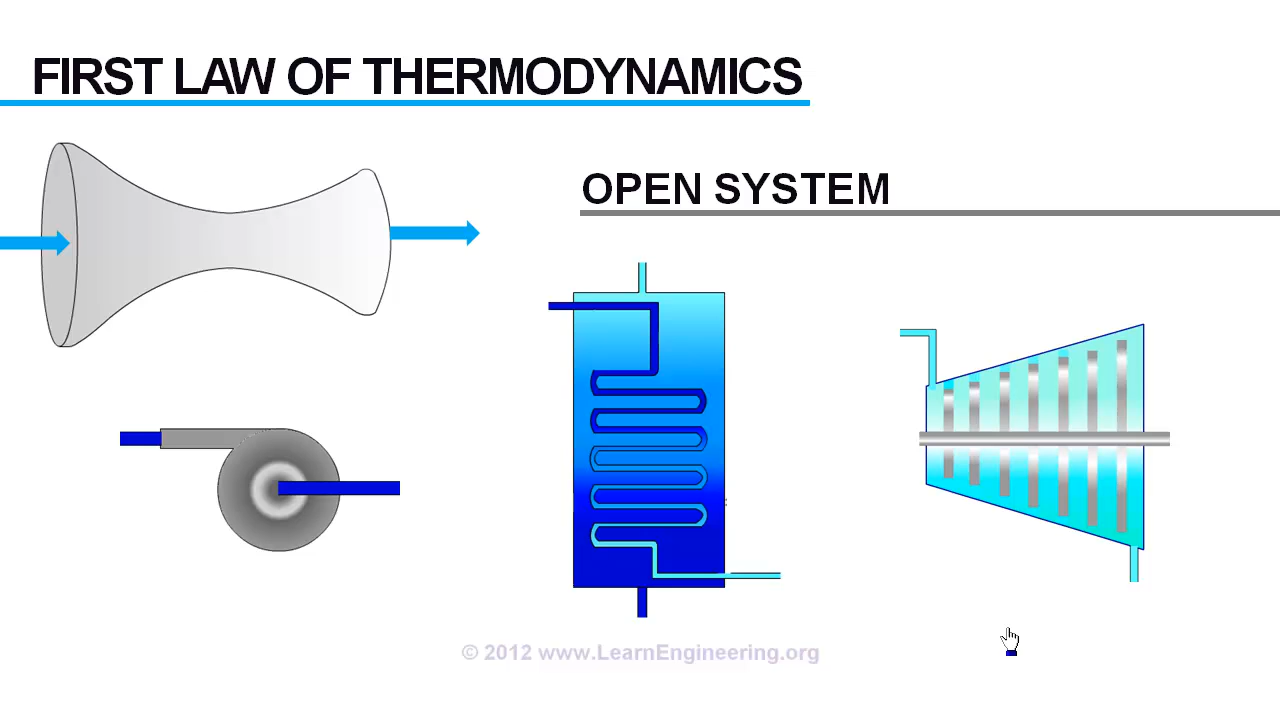 FIRST LAW OF THERMODYNAMICS
OPEN SYSTEM
© 2012 www.LearnEngineering.org